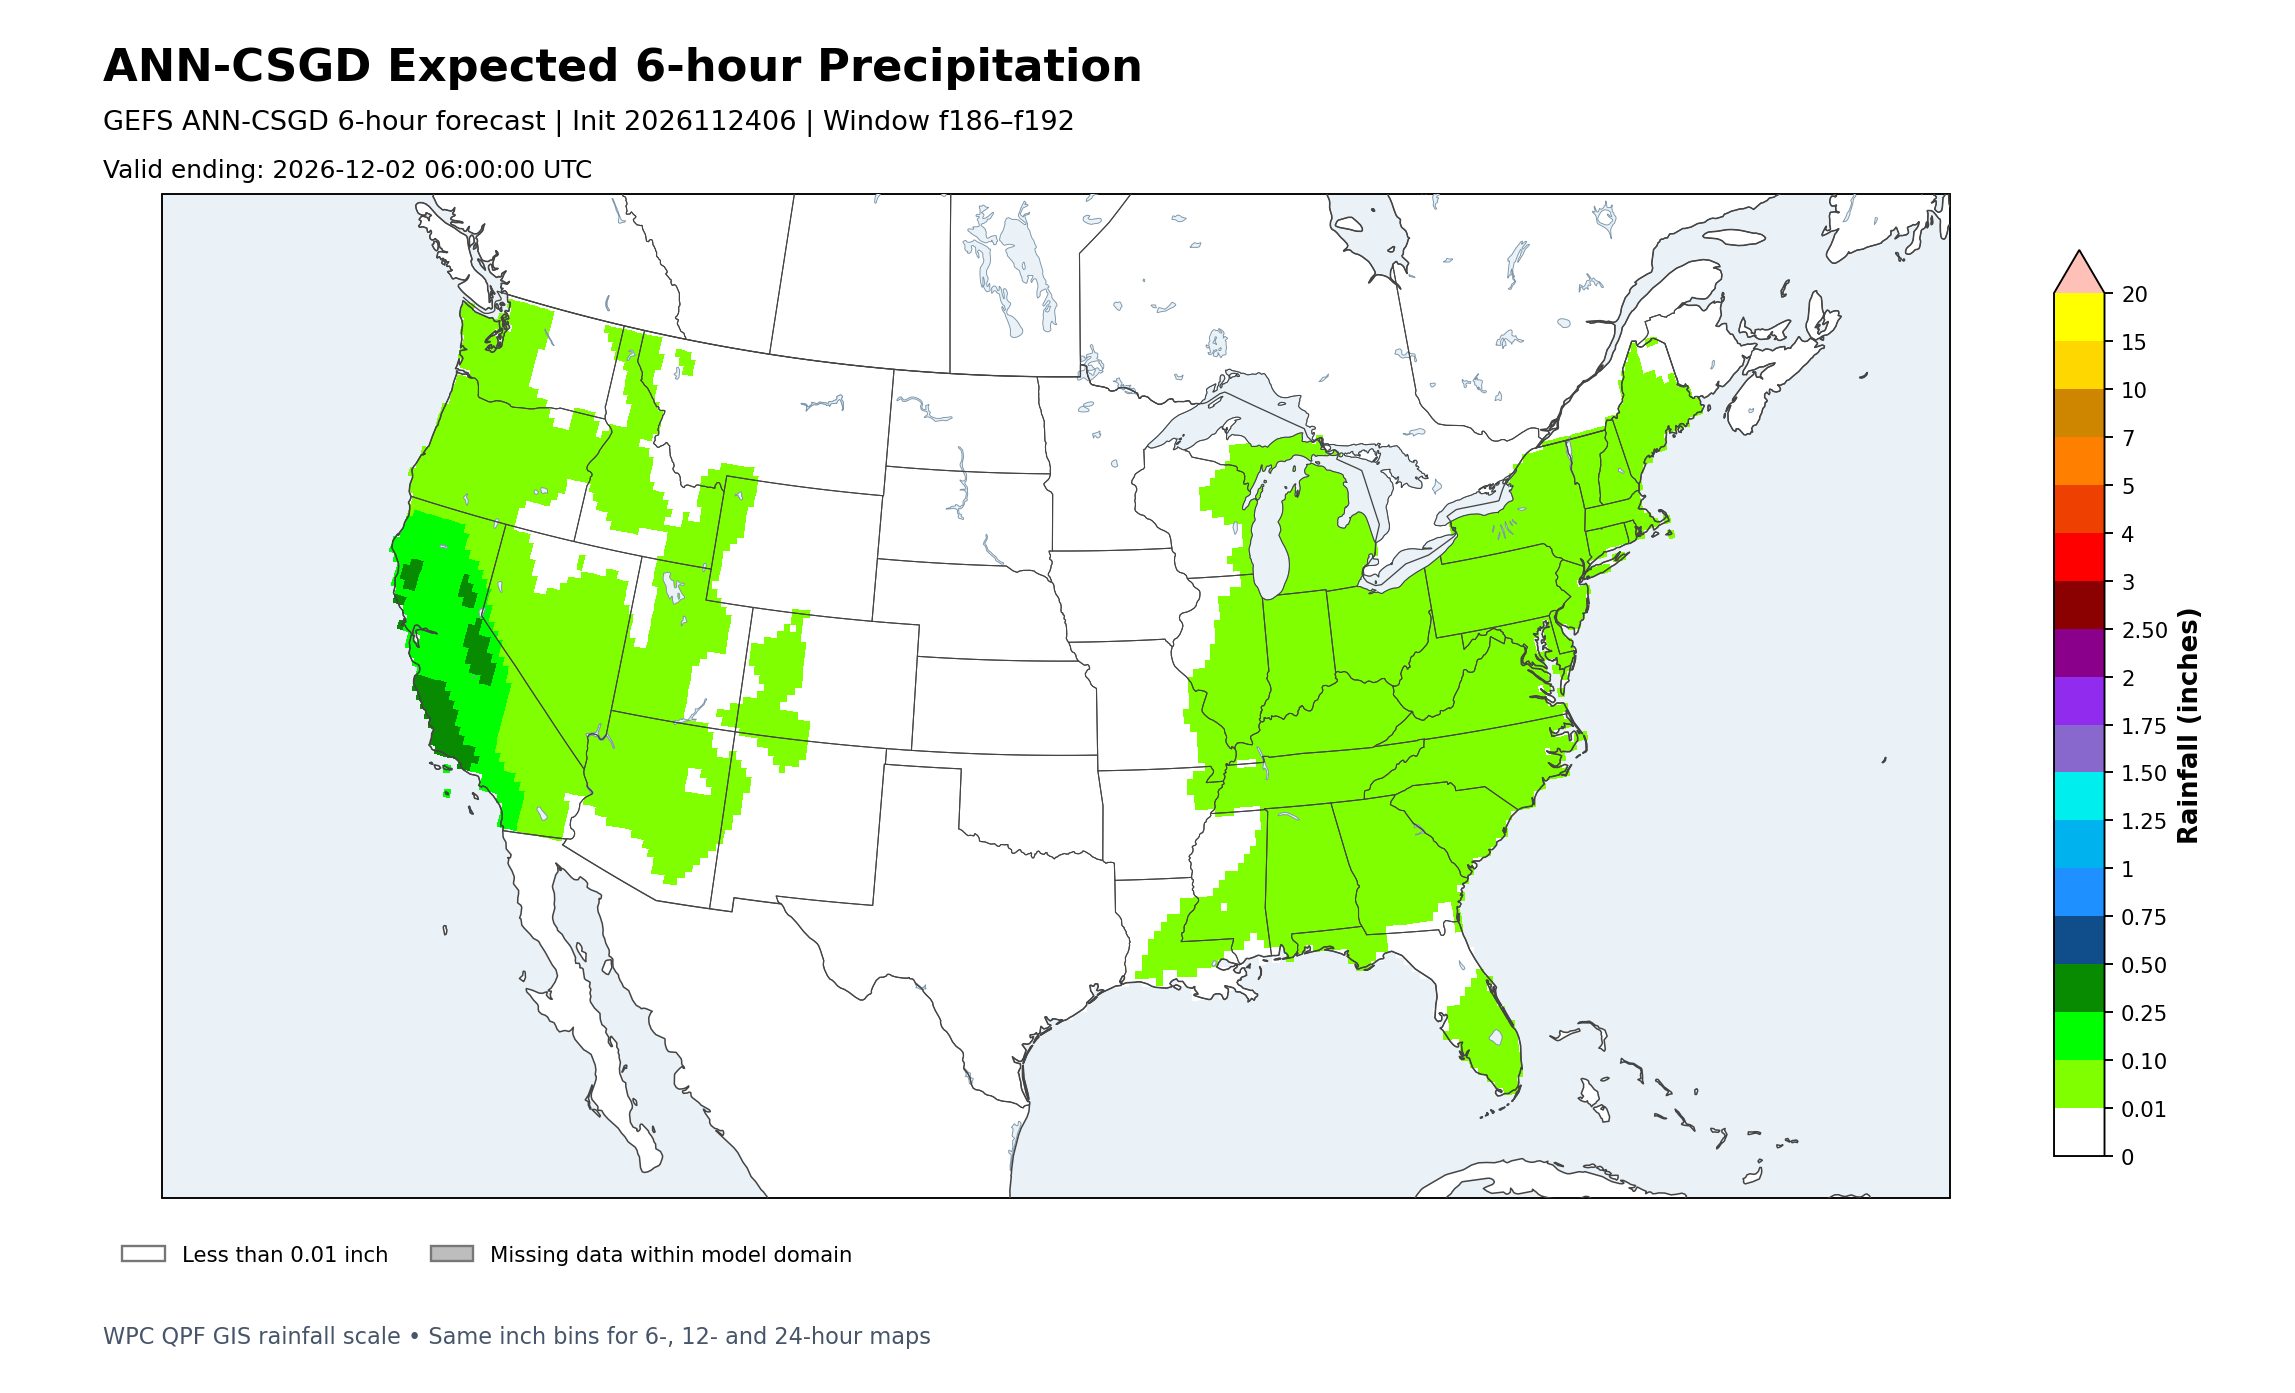 ANN-CSGD Expected 6-hour Precipitation
GEFS ANN-CSGD 6-hour forecast | Init 2026112406 | Window f186–f192
Valid ending: 2026-12-02 06:00:00 UTC
20
15
10
7
5
4
3
2.50
2
1.75
1.50
1.25
1
0.75
0.50
0.25
0.10
0.01
0
Rainfall (inches)
Less than 0.01 inch
Missing data within model domain
WPC QPF GIS rainfall scale • Same inch bins for 6-, 12- and 24-hour maps